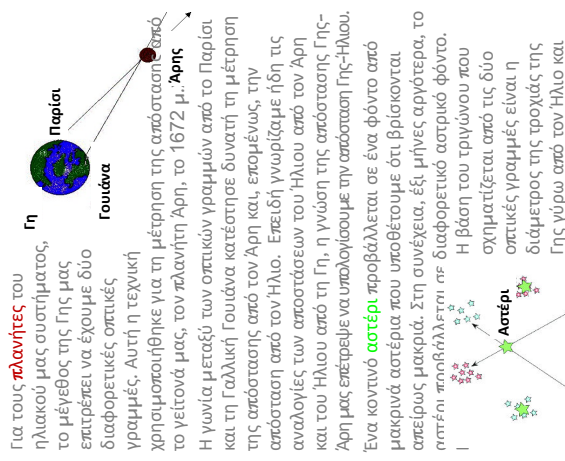 Για τους πλανήτες του
ηλιακού μας συστήματος,
το μέγεθος της Γης μας
επιτρέπει να έχουμε δύο
διαφορετικές οπτικές
γραμμές. Αυτή η τεχνική
χρησιμοποιήθηκε για τη μέτρηση της απόστασης από
το γείτονά μας, τον πλανήτη Άρη, το 1672 μ.
Γη
Παρίσι
Γουιάνα
Άρης
Η γωνία μεταξύ των οπτικών γραμμών από το Παρίσι
και τη Γαλλική Γουιάνα κατέστησε δυνατή τη μέτρηση
της απόστασης από τον Άρη και, επομένως, την
απόσταση από τον Ήλιο. Επειδή γνωρίζαμε ήδη τις
αναλογίες των αποστάσεων του Ήλιου από τον Άρη
και του Ήλιου από τη Γη, η γνώση της απόστασης Γης-
Άρη μας επέτρεψε να υπολογίσουμε την απόσταση Γης-Ήλιου.
Ένα κοντινό αστέρι προβάλλεται σε ένα φόντο από
μακρινά αστέρια που υποθέτουμε ότι βρίσκονται
απείρως μακριά. Στη συνέχεια, έξι μήνες αργότερα, το
αστέρι προβάλλεται σε διαφορετικό αστρικό φόντο.
Η βάση του τριγώνου που
σχηματίζεται από τις δύο
οπτικές γραμμές είναι η
διάμετρος της τροχιάς της
Γης γύρω από τον Ήλιο και
Αστέρι